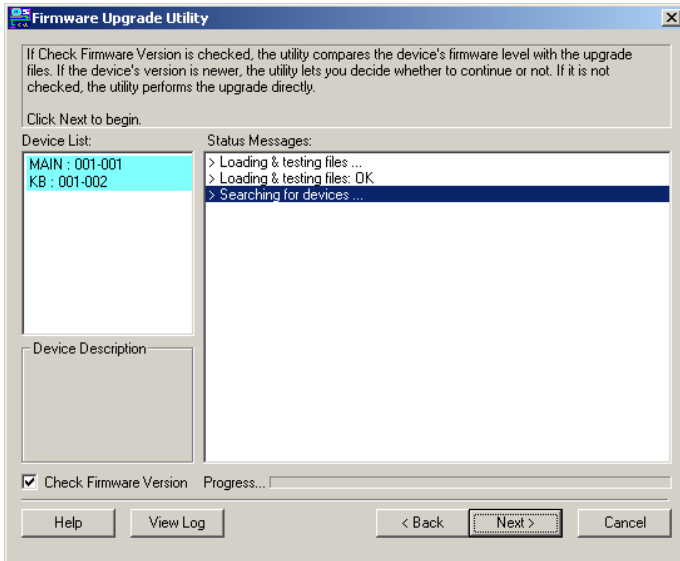 Firmware Upgrade Utility
If Check Firmware Version is checked, the utility compares the device's firmware level with the upgrade
files. If the device's version is newer, the utility lets you decide whether to continue or not. If it is not
checked, the utility performs the upgrade directly.
Click Next to begin.
Device List:
MAIN : 001-001
KB : 001-002
Status Messages:
> Loading & testing files ...
> Loading & testing files: OK
> Searching for devices ...
Device Description
Check Firmware Version
Progress...
Help
View Log
< Back
Next >
Cancel